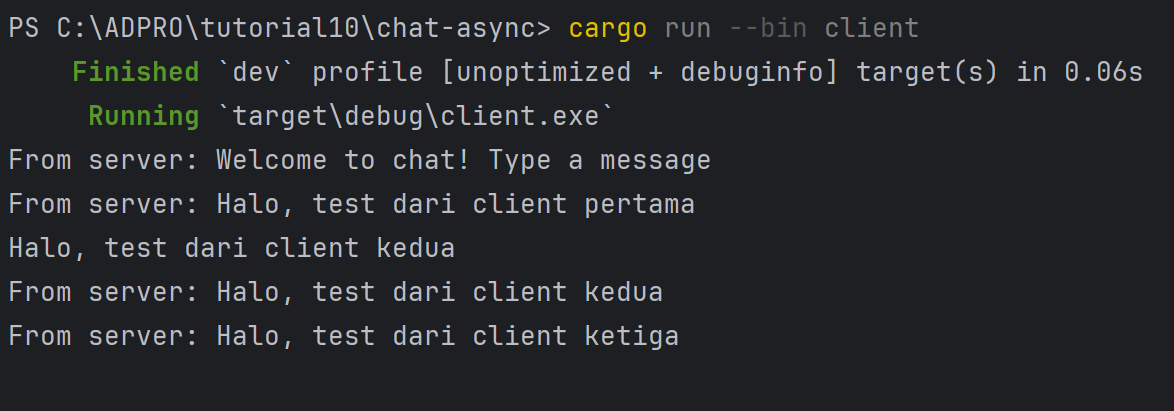 PS C:\ADPRO\tutorial10\chat-async> cargo run --bin client
    Finished `dev` profile [unoptimized + debuginfo] target(s) in 0.06s
     Running `target\debug\client.exe`
From server: Welcome to chat! Type a message
From server: Halo, test dari client pertama
Halo, test dari client kedua
From server: Halo, test dari client kedua
From server: Halo, test dari client ketiga